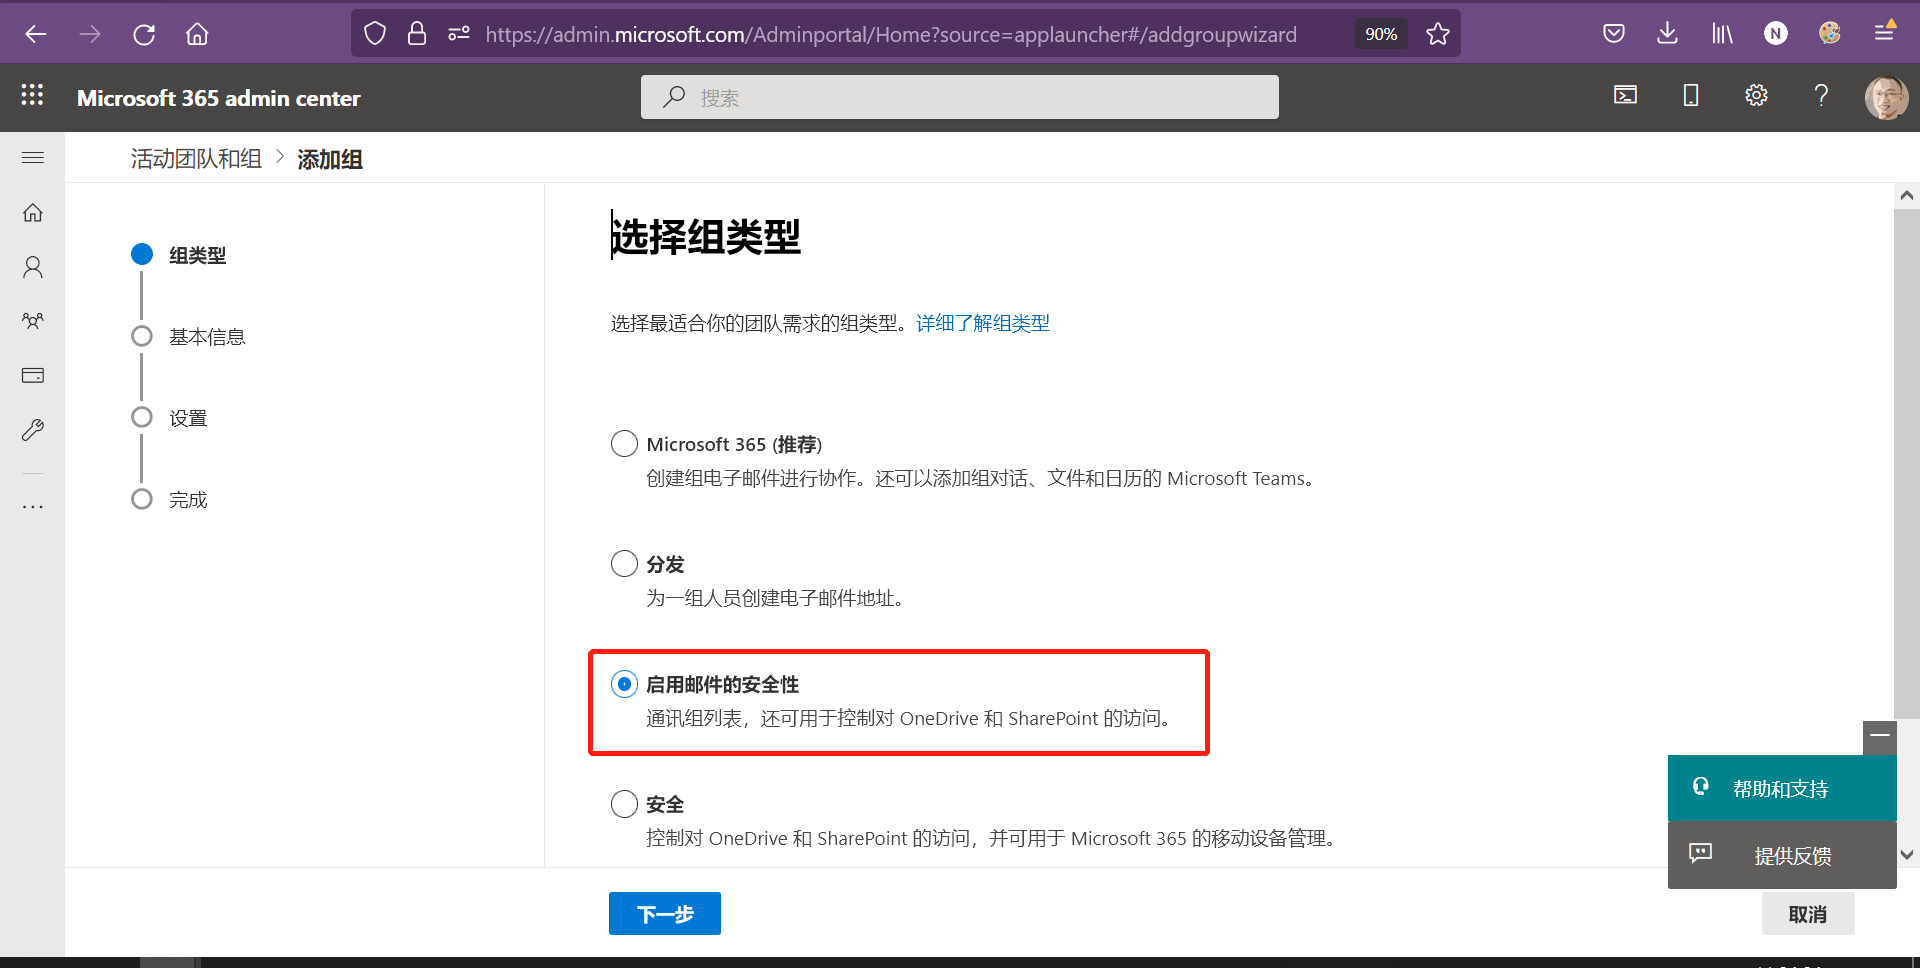 https://admin.microsoft.com/Adminportal/Home?source=applauncher#/addgroupwizard
90%
N
Microsoft 365 admin center
搜索
活动团队和组 > 添加组
组类型
基本信息
设置
完成
选择组类型
选择最适合你的团队需求的组类型。详细了解组类型
Microsoft 365 (推荐)
创建组电子邮件进行协作。还可以添加组对话、文件和日历的 Microsoft Teams。
分发
为一组人员创建电子邮件地址。
启用邮件的安全性
通讯组列表，还可用于控制对 OneDrive 和 SharePoint 的访问。
安全
控制对 OneDrive 和 SharePoint 的访问，并可用于 Microsoft 365 的移动设备管理。
帮助和支持
提供反馈
下一步
取消